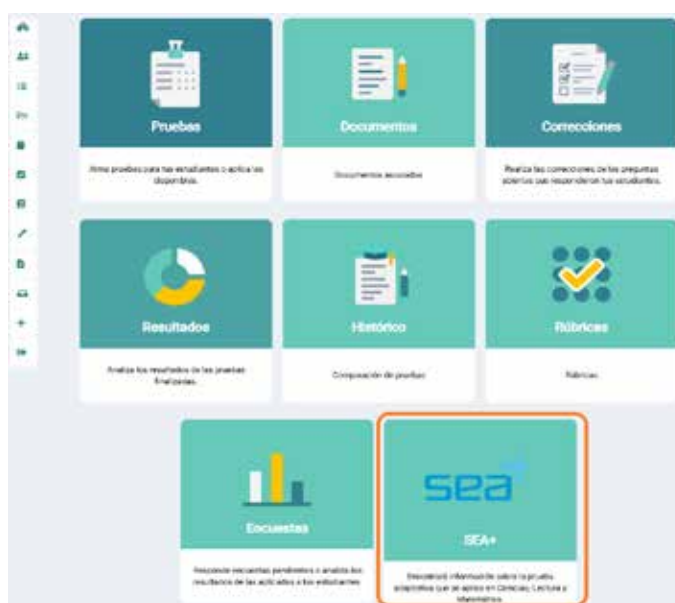 Pruebas
Documentos
Correcciones
Arma pruebas para tus estudiantes o aplica las
disponibles.
Documentos asociados
Realiza las correcciones de las preguntas
abiertas que respondieron tus estudiantes.
Resultados
Histórico
Rúbricas
Analiza los resultados de las pruebas
finalizadas.
Comparación de pruebas
Rúbricas
sea+
Encuestas
SEA+
Responde encuestas pendientes o analiza los
resultados de las aplicadas a los estudiantes
información sobre la prueba
adaptativa que se aplica en Ciencias, Lectura y
Matemática.